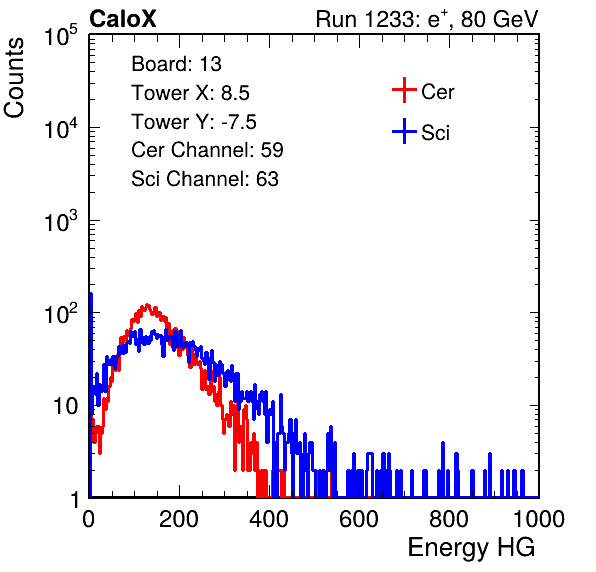 CaloX Run 1233: e⁺, 80 GeV
Counts
Board: 13
Tower X: 8.5
Tower Y: -7.5
Cer Channel: 59
Sci Channel: 63
Cer
Sci
10⁵
10⁴
10³
10²
10
1
0 200 400 600 800 1000
Energy HG